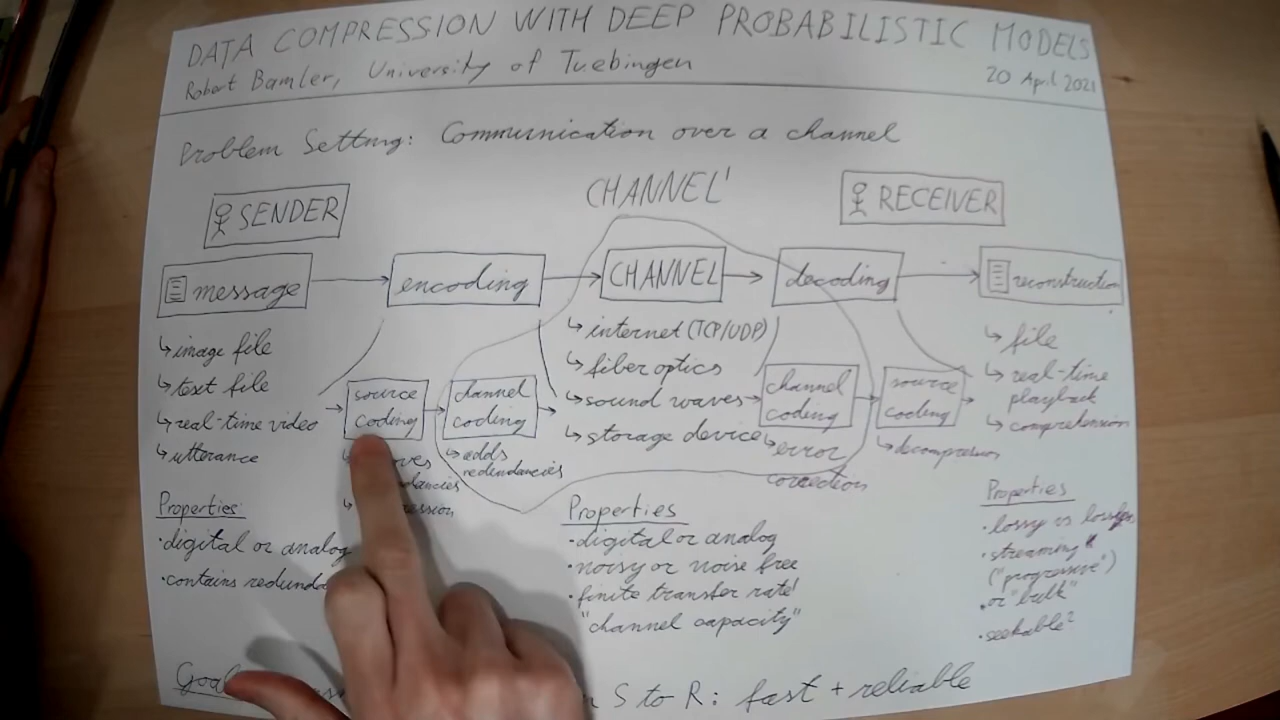 DATA COMPRESSION WITH DEEP PROBABILISTIC MODELS
Robert Bamler, University of Tuebingen
20 April 2021
Problem Setting: Communication over a channel
SENDER
CHANNEL'
RECEIVER
message
encoding
CHANNEL
decoding
reconstruction
↳ image file
↳ text file
↳ real-time video
↳ utterance
source
coding
channel
coding
↳ adds
redundancies
↳ internet (TCP/UDP)
↳ fiber optics
↳ sound waves
↳ storage device
channel
coding
↳ error
correction
source
coding
↳ decompression
↳ file
↳ real-time
playback
↳ comprehension
Properties
· digital or analog
· contains
Properties
· digital or analog
· noisy or noise free
· finite transfer rate
"channel capacity"
Properties
· lossy vs lossless
· streaming"
("progressive")
· or "bulk"
· seekable?
S to R: fast + reliable